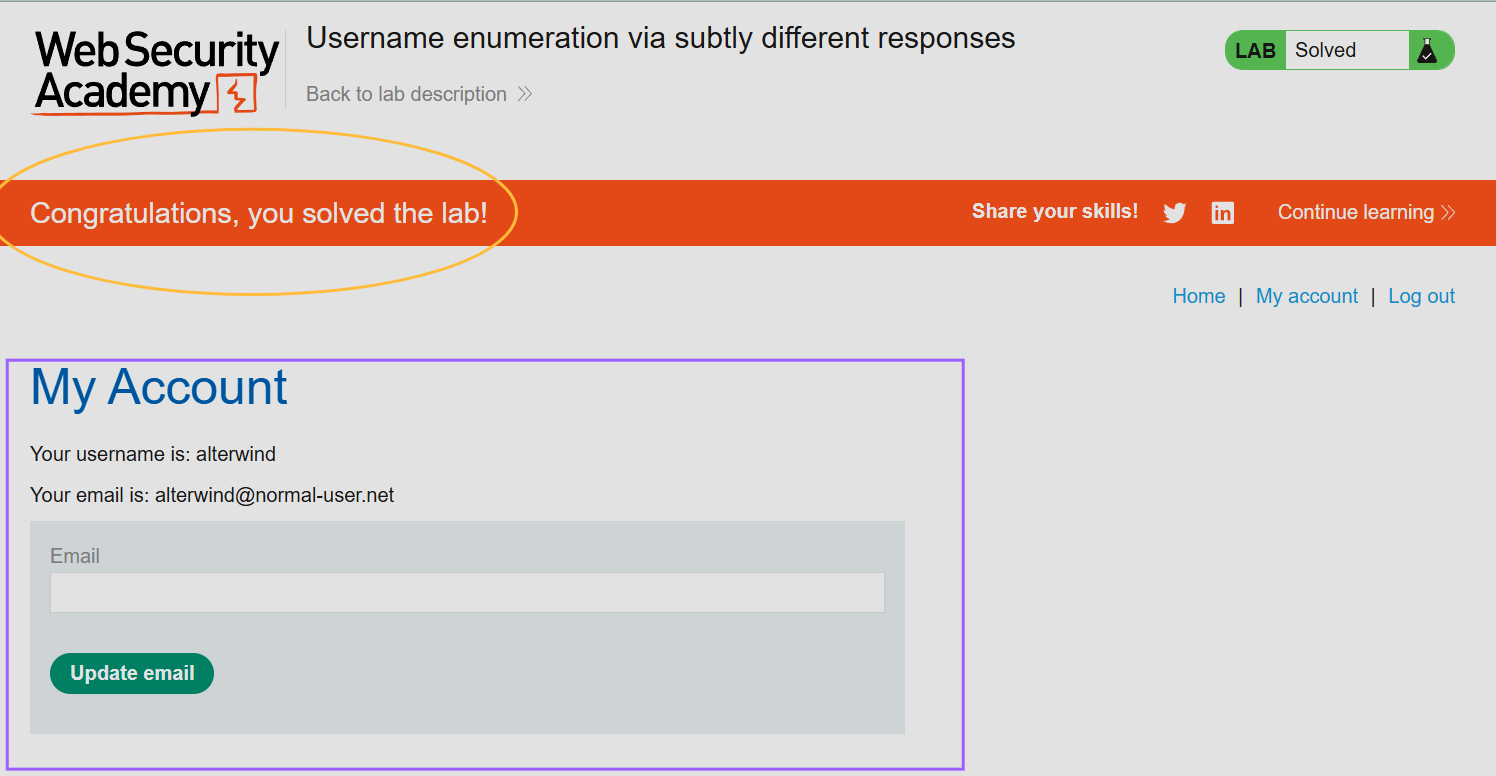 Web Security
Academy
Username enumeration via subtly different responses
Back to lab description
LAB Solved
Congratulations, you solved the lab!
Share your skills!
in
Continue learning
Home | My account | Log out
My Account
Your username is: alterwind
Your email is: alterwind@normal-user.net
Email
Update email